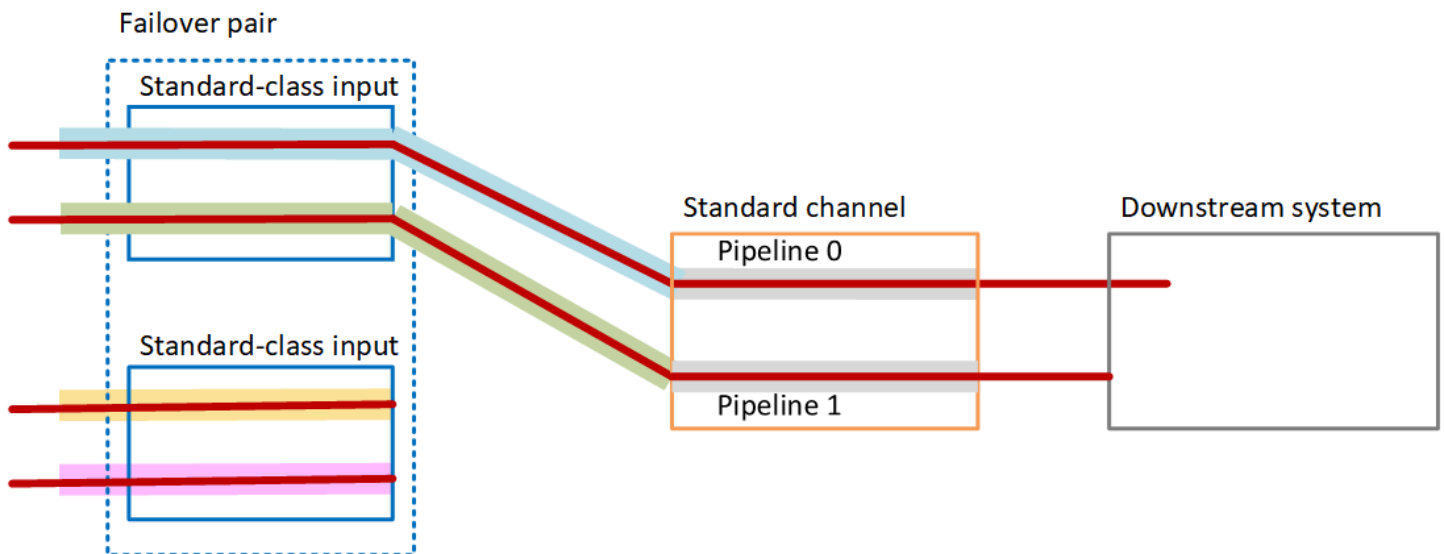 Failover pair
Standard-class input
Standard channel
Downstream system
Pipeline 0
Standard-class input
Pipeline 1